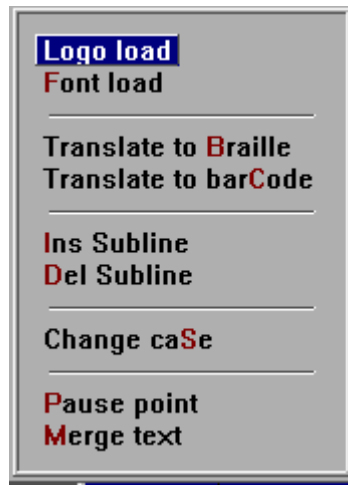 Logo load
Font load
Translate to Braille
Translate to barCode
Ins Subline
Del Subline
Change caSe
Pause point
Merge text